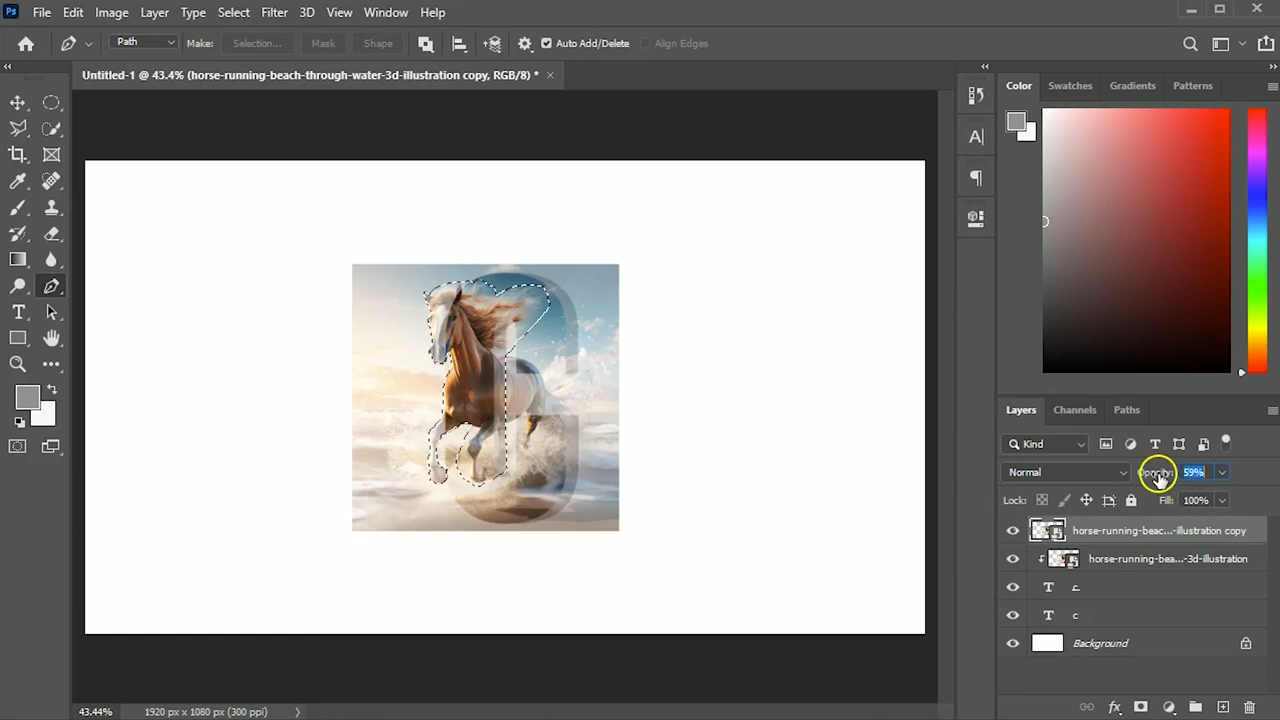 Ps File Edit Image Layer Type Select Filter 3D View Window Help
Path Make: Selection... Mask Shape Auto Add/Delete Align Edges
Untitled-1 @ 43.4% (horse-running-beach-through-water-3d-illustration copy, RGB/8) * ×
Color Swatches Gradients Patterns
Layers Channels Paths
Kind
Normal Opacity: 59%
Lock: Fill: 100%
horse-running-beac...-illustration copy
horse-running-bea...-3d-illustration
T
T c
Background
43.44% 1920 px x 1080 px (300 ppi)